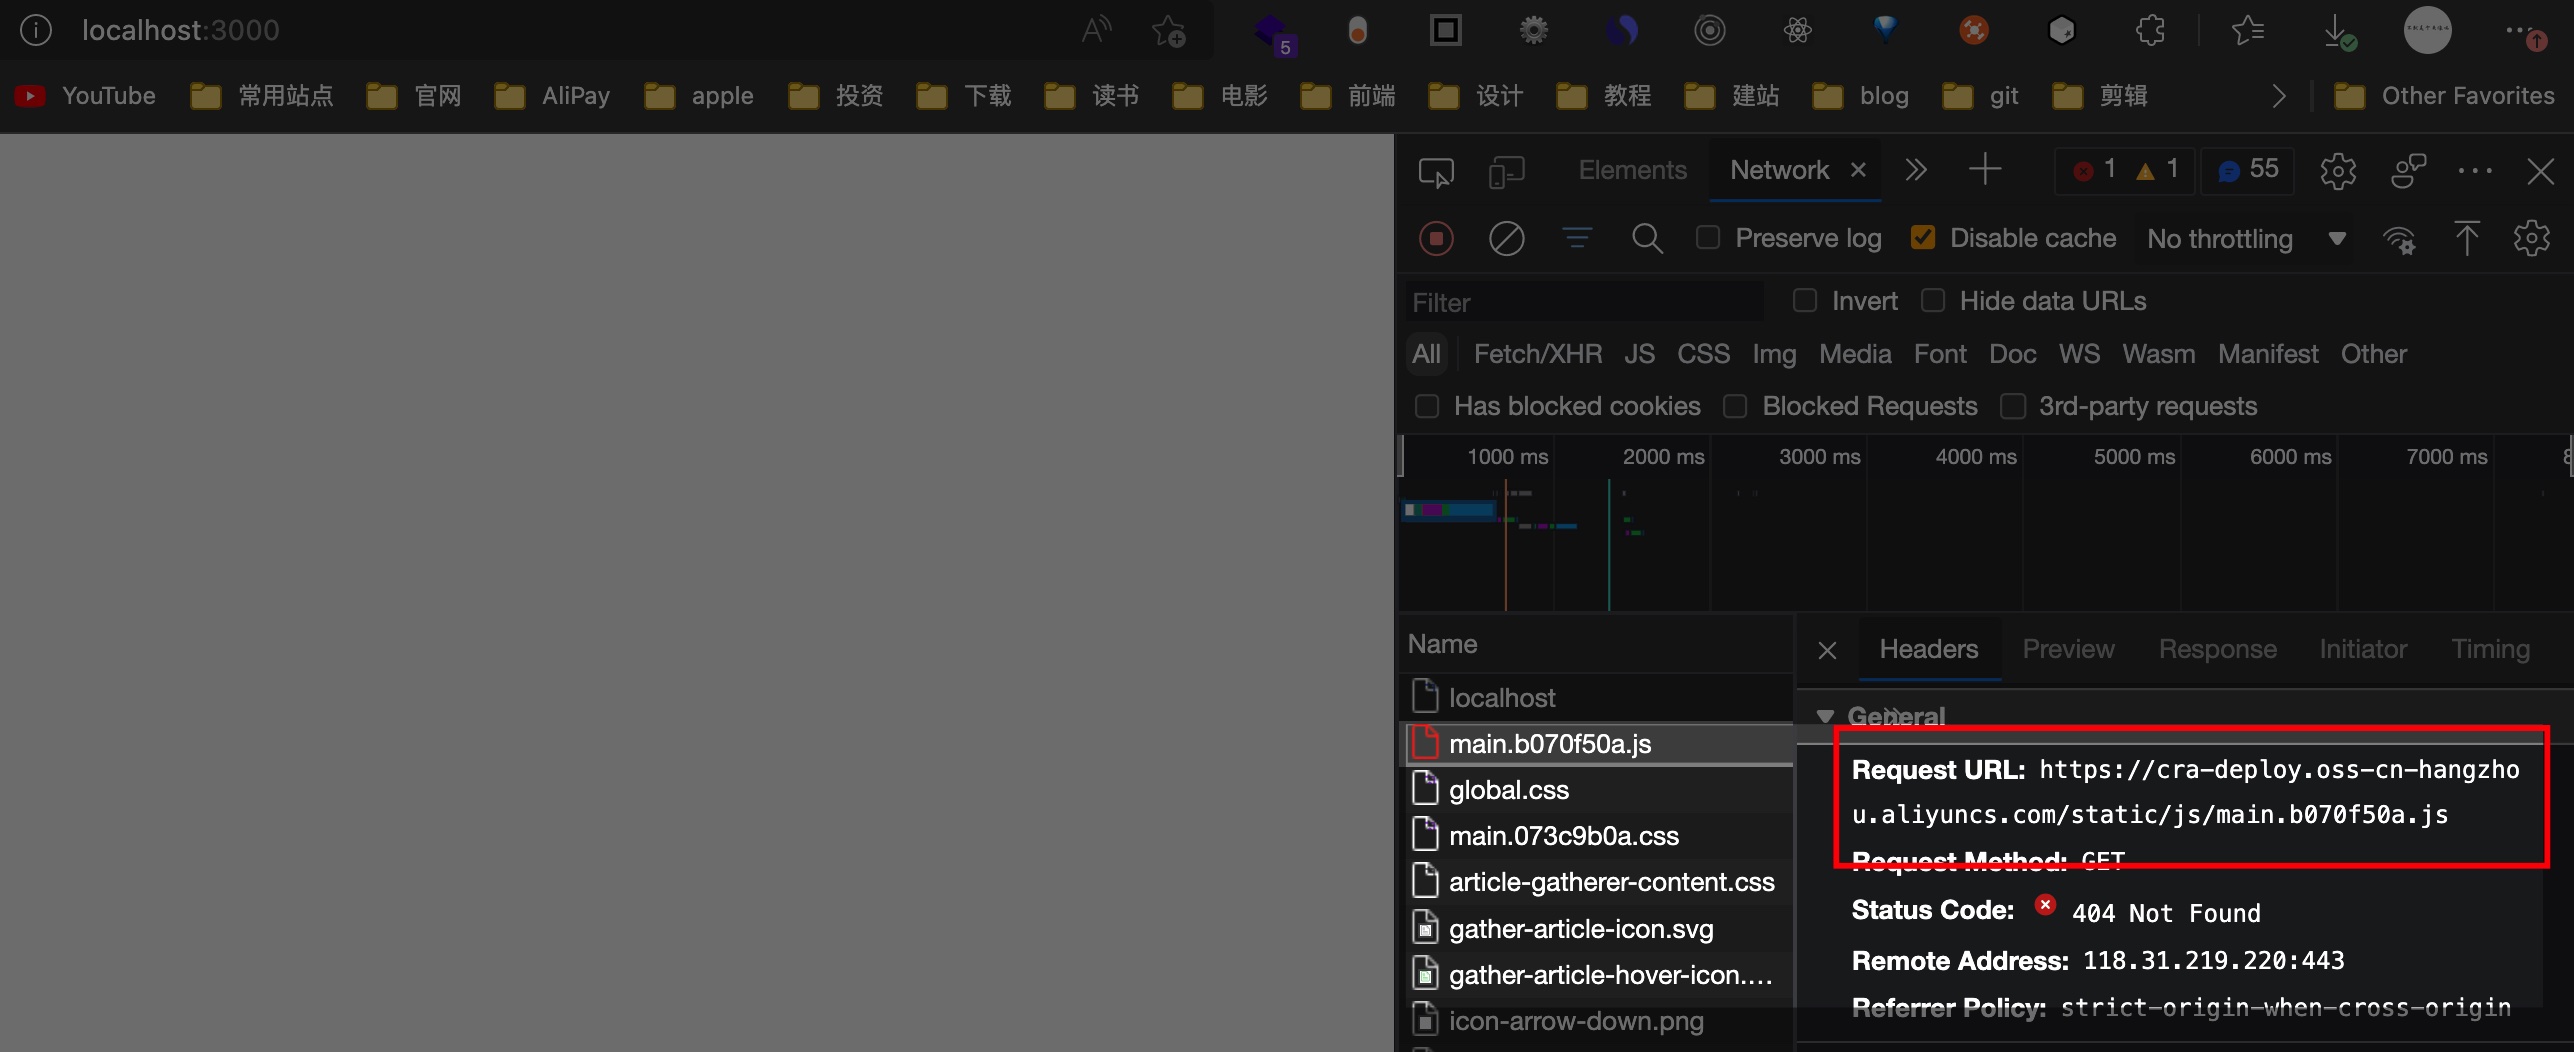 localhost:3000
5
YouTube 常用站点 官网 AliPay apple 投资 下载 读书 电影 前端 设计 教程 建站 blog git 剪辑 Other Favorites
Elements Network 1 1 55
Preserve log Disable cache No throttling
Filter Invert Hide data URLs
All Fetch/XHR JS CSS Img Media Font Doc WS Wasm Manifest Other
Has blocked cookies Blocked Requests 3rd-party requests
1000 ms 2000 ms 3000 ms 4000 ms 5000 ms 6000 ms 7000 ms
Name
localhost
main.b070f50a.js
global.css
main.073c9b0a.css
article-gatherer-content.css
gather-article-icon.svg
gather-article-hover-icon....
icon-arrow-down.png
Headers Preview Response Initiator Timing
General
Request URL: https://cra-deploy.oss-cn-hangzho
u.aliyuncs.com/static/js/main.b070f50a.js
Request Method: GET
Status Code: 404 Not Found
Remote Address: 118.31.219.220:443
Referrer Policy: strict-origin-when-cross-origin